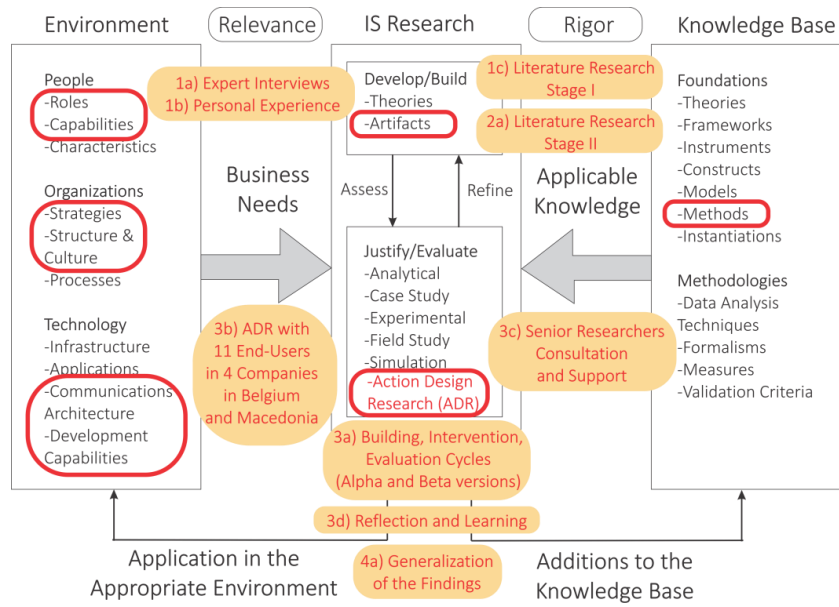 Environment
Relevance
IS Research
Rigor
Knowledge Base
People
-Roles
-Capabilities
-Characteristics
Organizations
-Strategies
-Structure &
Culture
-Processes
Technology
-Infrastructure
-Applications
-Communications
Architecture
-Development
Capabilities
1a) Expert Interviews
1b) Personal Experience
Business
Needs
3b) ADR with
11 End-Users
in 4 Companies
in Belgium
and Macedonia
Develop/Build
-Theories
-Artifacts
Assess
Refine
Justify/Evaluate
-Analytical
-Case Study
-Experimental
-Field Study
-Simulation
-Action Design
Research (ADR)
3a) Building, Intervention,
Evaluation Cycles
(Alpha and Beta versions)
3d) Reflection and Learning
4a) Generalization
of the Findings
1c) Literature Research
Stage I
2a) Literature Research
Stage II
Applicable
Knowledge
3c) Senior Researchers
Consultation
and Support
Foundations
-Theories
-Frameworks
-Instruments
-Constructs
-Models
-Methods
-Instantiations
Methodologies
-Data Analysis
Techniques
-Formalisms
-Measures
-Validation Criteria
Application in the
Appropriate Environment
Additions to the
Knowledge Base